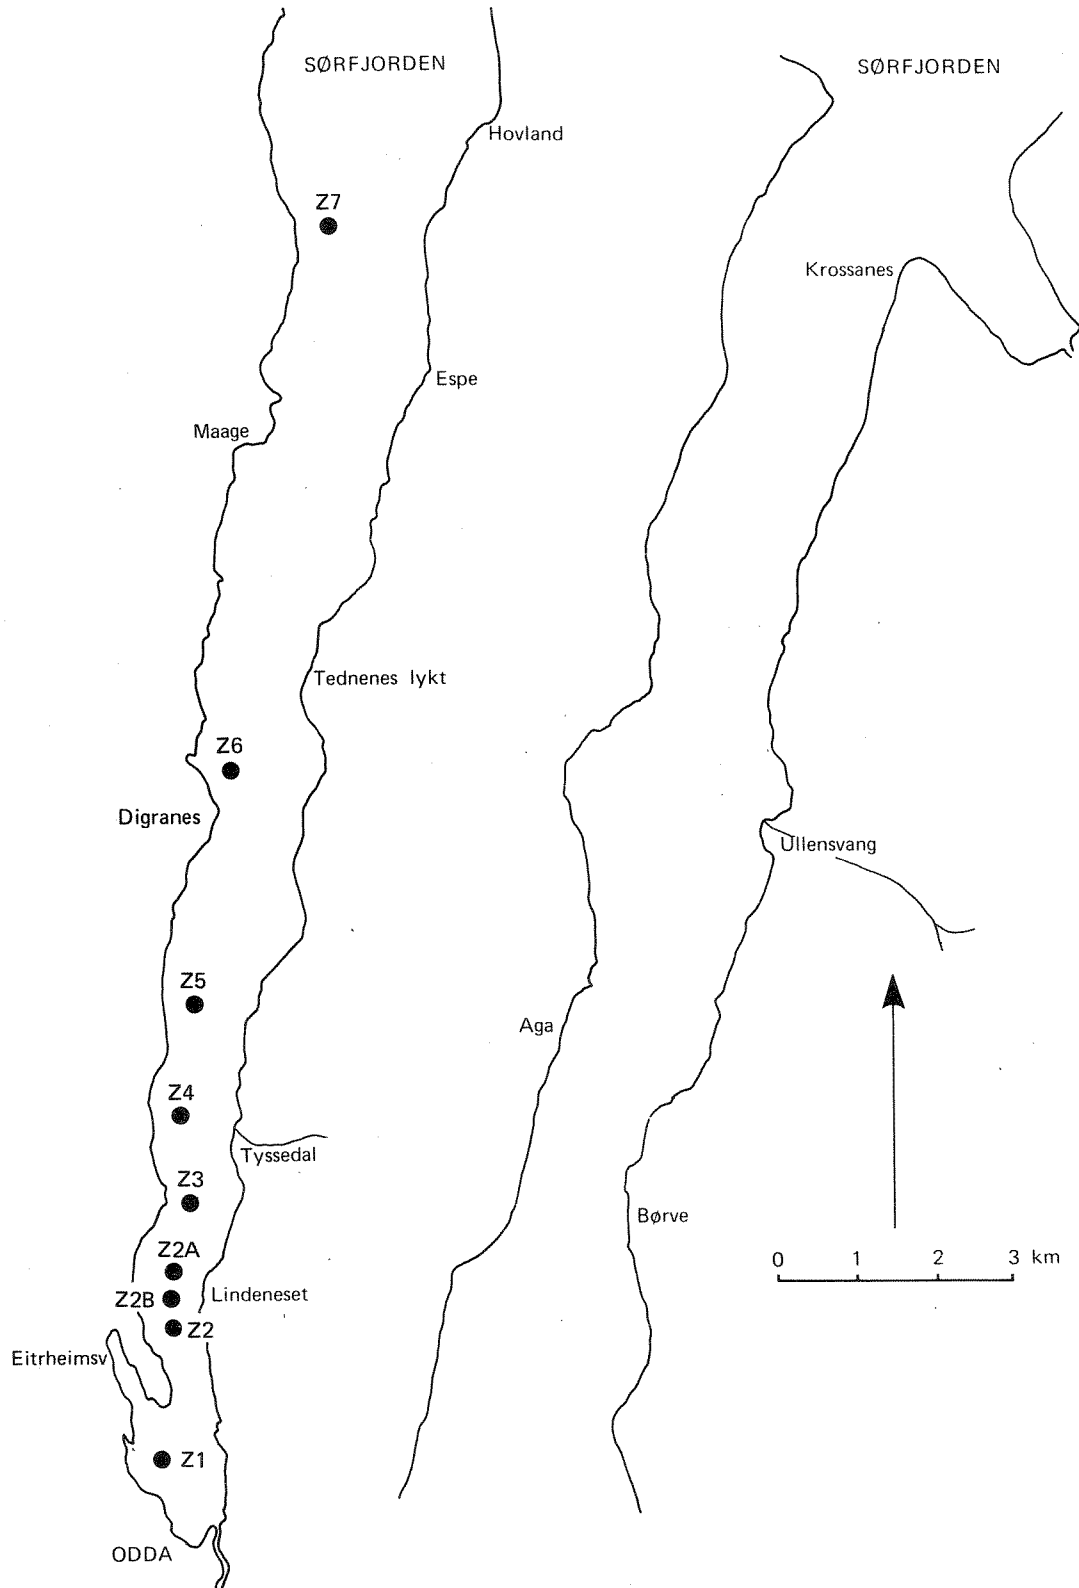 SØRFJORDEN
SØRFJORDEN
Hovland
Z7
Krossanes
Espe
Maage
Tednenes lykt
Z6
Digranes
Ullensvang
Z5
Aga
Z4
Tyssedal
Z3
Børve
Z2A
0 1 2 3 km
Z2B
Lindeneset
Z2
Eitrheimsv
Z1
ODDA